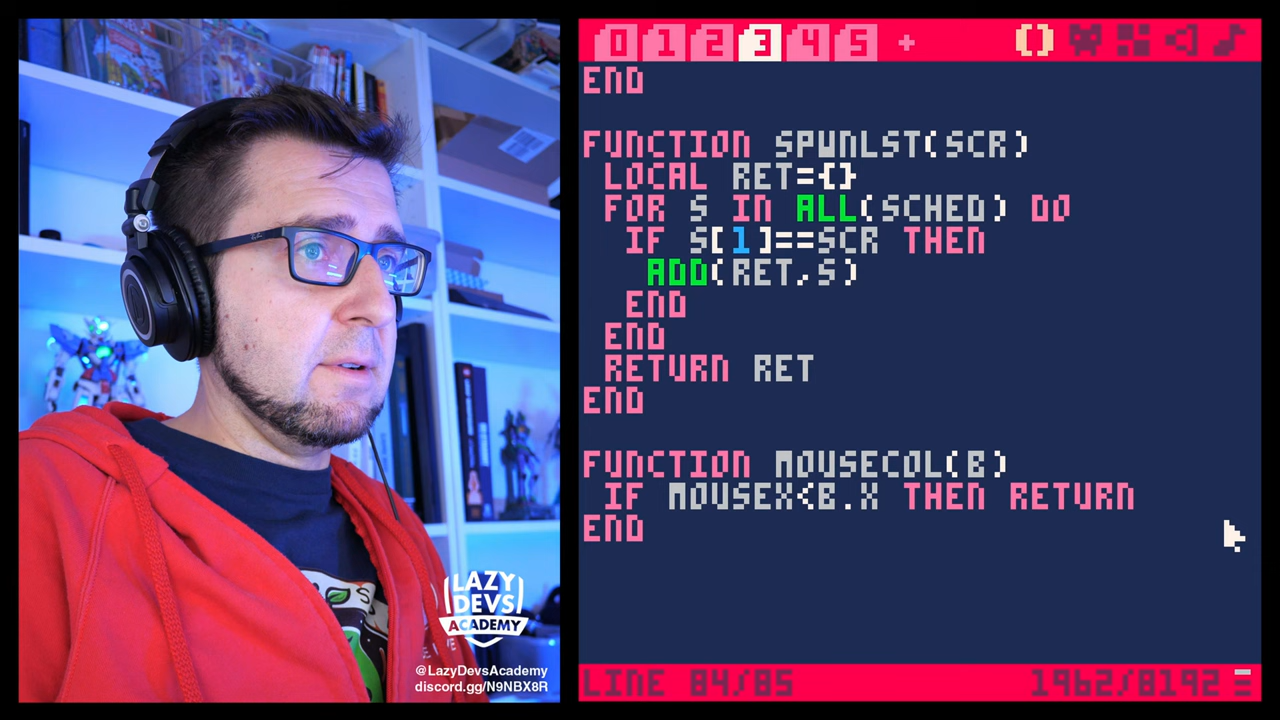 0 1 2 3 4 5 +
END
FUNCTION SPWNLST(SCR)
LOCAL RET={}
FOR S IN ALL(SCHED) DO
IF S[1]==SCR THEN
ADD(RET,S)
END
END
RETURN RET
END
FUNCTION MOUSECOL(B)
IF MOUSEX<B.X THEN RETURN
END
LINE 84/85
1962/8192
LAZY
DEVS
ACADEMY
@LazyDevsAcademy
discord.gg/N9NBX8R